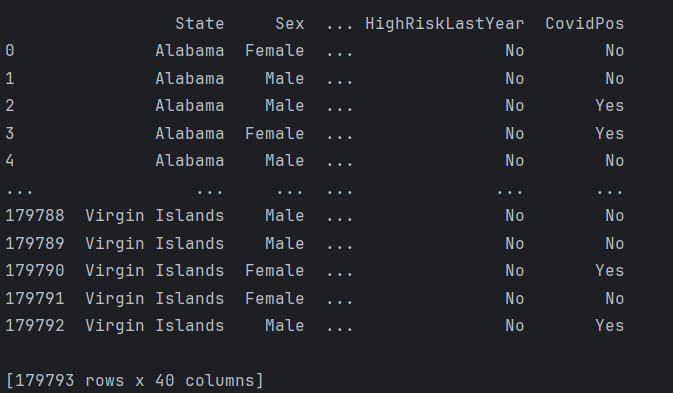 State Sex ... HighRiskLastYear CovidPos
0 Alabama Female ... No No
1 Alabama Male ... No No
2 Alabama Male ... No Yes
3 Alabama Female ... No Yes
4 Alabama Male ... No No
... ... ... ... ... ...
179788 Virgin Islands Male ... No No
179789 Virgin Islands Male ... No No
179790 Virgin Islands Female ... No Yes
179791 Virgin Islands Female ... No No
179792 Virgin Islands Male ... No Yes
[179793 rows x 40 columns]